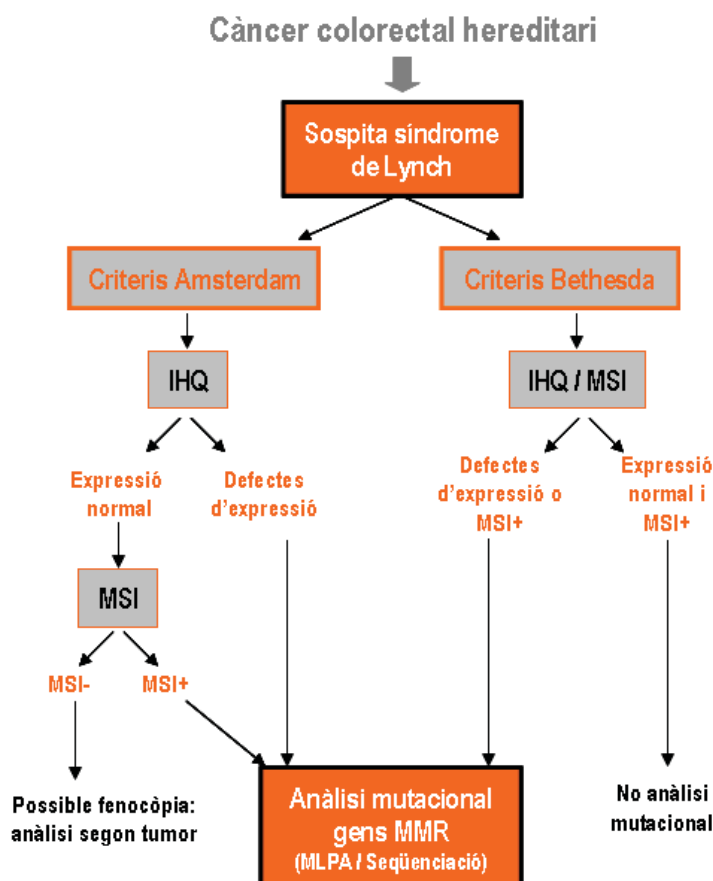 Càncer colorectal hereditari
Sospita síndrome
de Lynch
Criteris Amsterdam
Criteris Bethesda
IHQ
IHQ / MSI
Expressió
normal
Defectes
d'expressió
Defectes
d'expressió o
MSI+
Expressió
normal i
MSI+
MSI
MSI-
MSI+
Possible fenocòpia:
anàlisi segon tumor
Anàlisi mutacional
gens MMR
(MLPA / Seqüenciació)
No anàlisi
mutacional